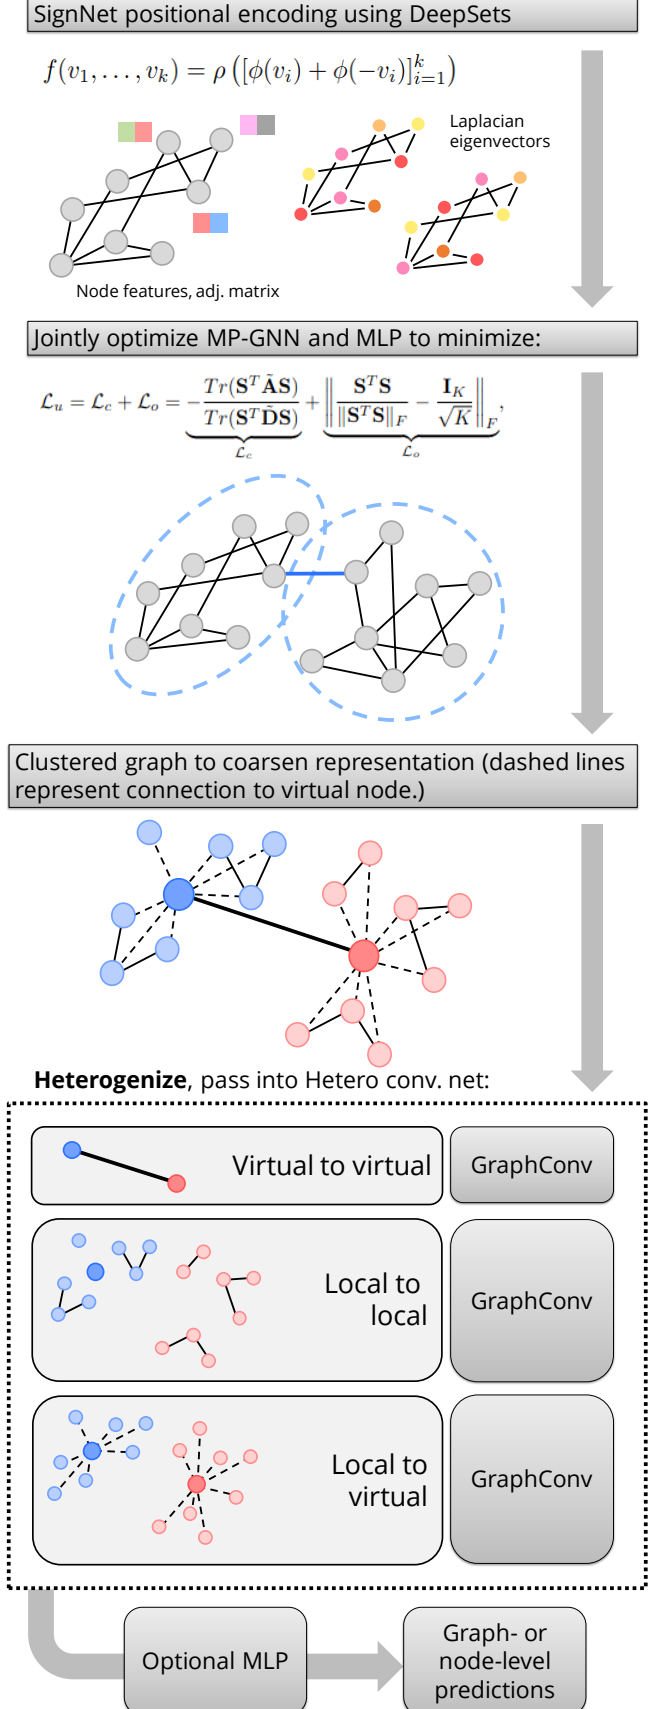 SignNet positional encoding using DeepSets
f(v₁, . . . , vₖ) = ρ([ϕ(vᵢ) + ϕ(−vᵢ)]ᵏᵢ₌₁)
Laplacian
eigenvectors
Node features, adj. matrix
Jointly optimize MP-GNN and MLP to minimize:
ℒᵤ = ℒ_c + ℒₒ = − Tr(SᵀÃS) / Tr(SᵀD̃S) + ‖ SᵀS / ‖SᵀS‖_F − I_K / √K ‖_F,
ℒ_c
ℒₒ
Clustered graph to coarsen representation (dashed lines
represent connection to virtual node.)
Heterogenize, pass into Hetero conv. net:
Virtual to virtual
GraphConv
Local to
local
GraphConv
Local to
virtual
GraphConv
Optional MLP
Graph- or
node-level
predictions